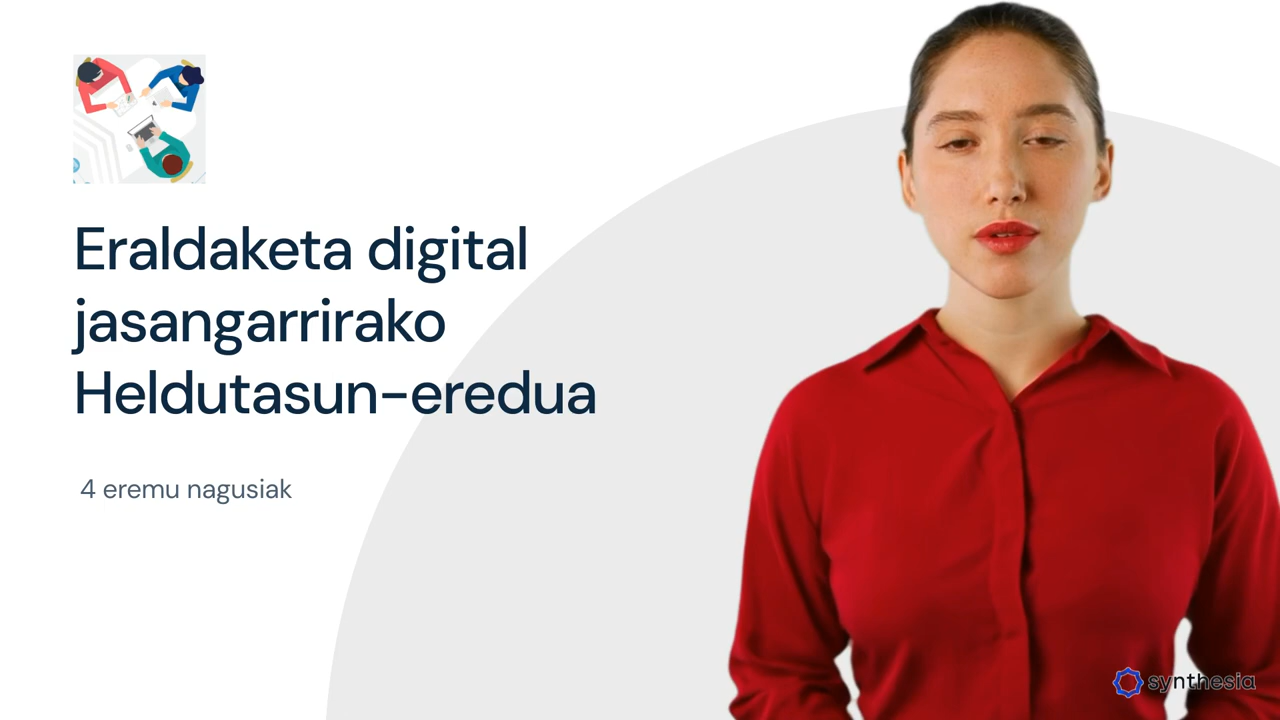 Eraldaketa digital
jasangarrirako
Heldutasun-eredua
4 eremu nagusiak
synthesia